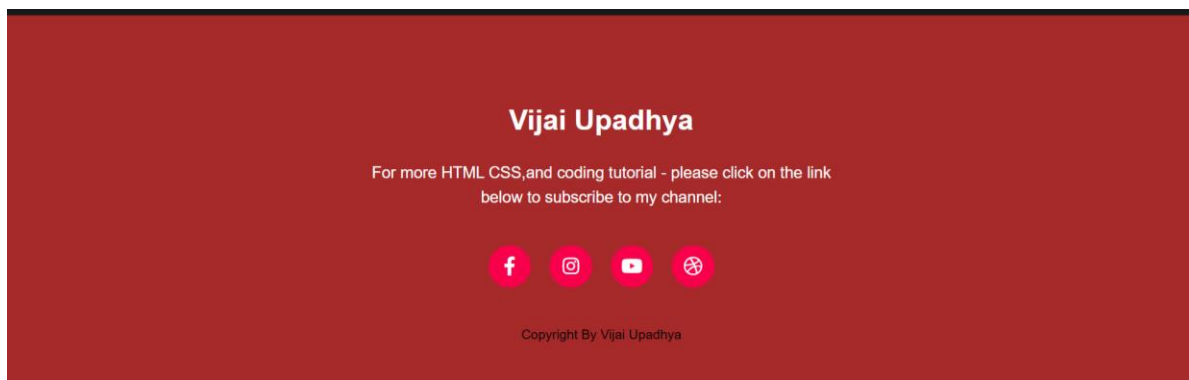 Vijai Upadhya
For more HTML CSS,and coding tutorial - please click on the link
below to subscribe to my channel:
Copyright By Vijai Upadhya